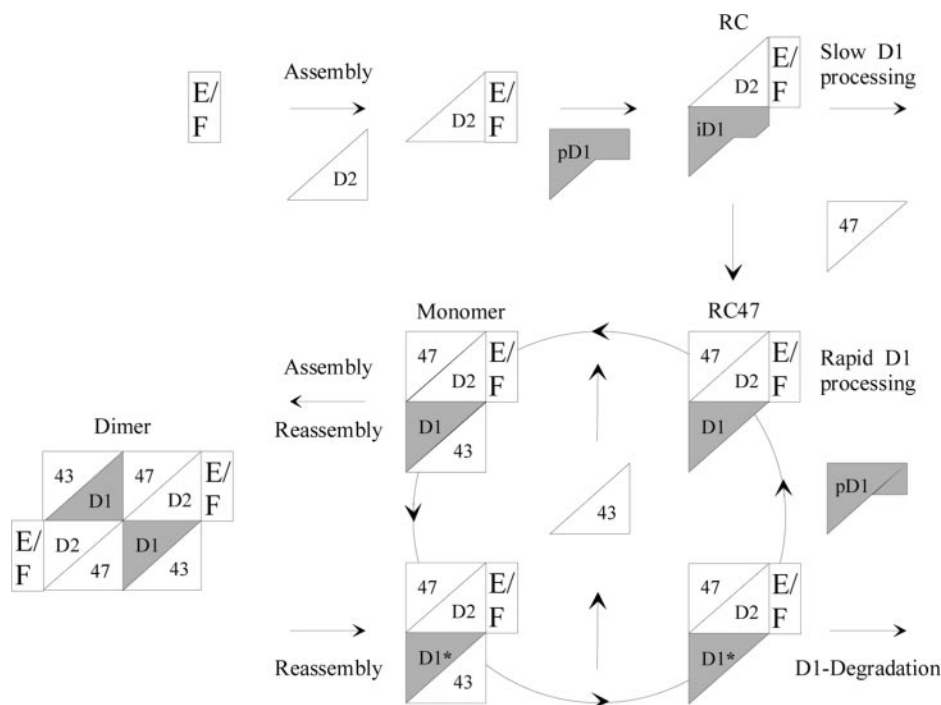 RC
Assembly
Slow D1
processing
E/
F
D2
E/
F
D2
E/
F
D2
pD1
iD1
47
Monomer
RC47
47
D2
E/
F
47
D2
E/
F
Rapid D1
processing
Assembly
Reassembly
D1
43
D1
Dimer
43
D1
47
D2
E/
F
43
pD1
E/
F
D2
47
D1
43
47
D2
E/
F
47
D2
E/
F
Reassembly
D1*
43
D1*
D1-Degradation